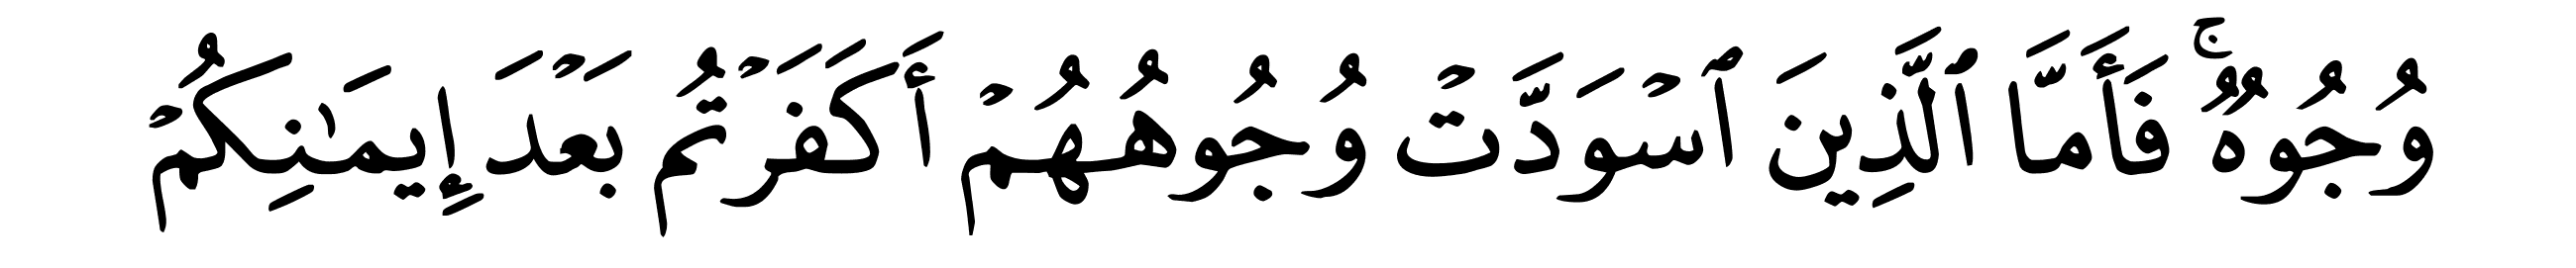 وُجُوهٌۚ فَأَمَّا ٱلَّذِينَ ٱسۡوَدَّتۡ وُجُوهُهُمۡ أَكَفَرۡتُم بَعۡدَ إِيمَٰنِكُمۡ